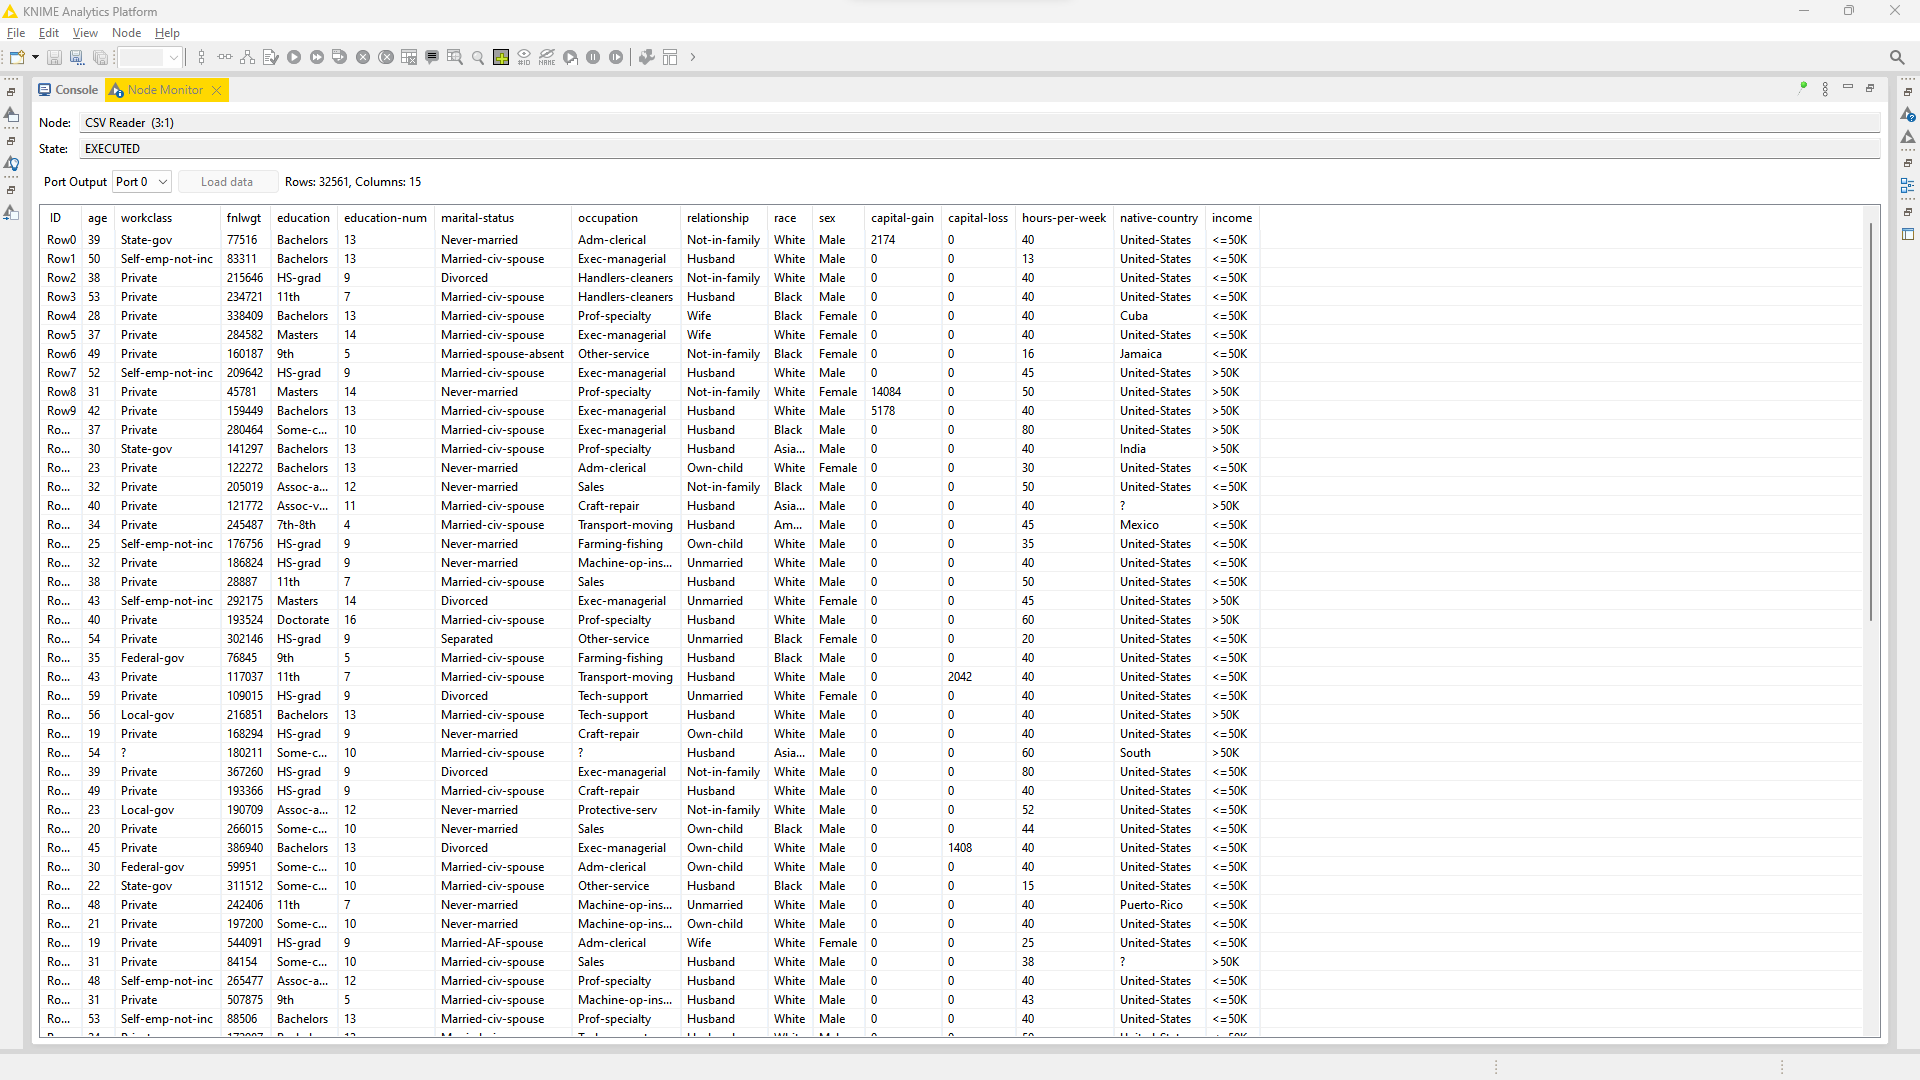 KNIME Analytics Platform
File Edit View Node Help
Console Node Monitor
Node: CSV Reader (3:1)
State: EXECUTED
Port Output Port 0 Load data Rows: 32561, Columns: 15
ID age workclass fnlwgt education education-num marital-status occupation relationship race sex capital-gain capital-loss hours-per-week native-country income
Row0 39 State-gov 77516 Bachelors 13 Never-married Adm-clerical Not-in-family White Male 2174 0 40 United-States <=50K
Row1 50 Self-emp-not-inc 83311 Bachelors 13 Married-civ-spouse Exec-managerial Husband White Male 0 0 13 United-States <=50K
Row2 38 Private 215646 HS-grad 9 Divorced Handlers-cleaners Not-in-family White Male 0 0 40 United-States <=50K
Row3 53 Private 234721 11th 7 Married-civ-spouse Handlers-cleaners Husband Black Male 0 0 40 United-States <=50K
Row4 28 Private 338409 Bachelors 13 Married-civ-spouse Prof-specialty Wife Black Female 0 0 40 Cuba <=50K
Row5 37 Private 284582 Masters 14 Married-civ-spouse Exec-managerial Wife White Female 0 0 40 United-States <=50K
Row6 49 Private 160187 9th 5 Married-spouse-absent Other-service Not-in-family Black Female 0 0 16 Jamaica <=50K
Row7 52 Self-emp-not-inc 209642 HS-grad 9 Married-civ-spouse Exec-managerial Husband White Male 0 0 45 United-States >50K
Row8 31 Private 45781 Masters 14 Never-married Prof-specialty Not-in-family White Female 14084 0 50 United-States >50K
Row9 42 Private 159449 Bachelors 13 Married-civ-spouse Exec-managerial Husband White Male 5178 0 40 United-States >50K
Ro... 37 Private 280464 Some-c... 10 Married-civ-spouse Exec-managerial Husband Black Male 0 0 80 United-States >50K
Ro... 30 State-gov 141297 Bachelors 13 Married-civ-spouse Prof-specialty Husband Asia... Male 0 0 40 India >50K
Ro... 23 Private 122272 Bachelors 13 Never-married Adm-clerical Own-child White Female 0 0 30 United-States <=50K
Ro... 32 Private 205019 Assoc-a... 12 Never-married Sales Not-in-family Black Male 0 0 50 United-States <=50K
Ro... 40 Private 121772 Assoc-v... 11 Married-civ-spouse Craft-repair Husband Asia... Male 0 0 40 ? >50K
Ro... 34 Private 245487 7th-8th 4 Married-civ-spouse Transport-moving Husband Am... Male 0 0 45 Mexico <=50K
Ro... 25 Self-emp-not-inc 176756 HS-grad 9 Never-married Farming-fishing Own-child White Male 0 0 35 United-States <=50K
Ro... 32 Private 186824 HS-grad 9 Never-married Machine-op-ins... Unmarried White Male 0 0 40 United-States <=50K
Ro... 38 Private 28887 11th 7 Married-civ-spouse Sales Husband White Male 0 0 50 United-States <=50K
Ro... 43 Self-emp-not-inc 292175 Masters 14 Divorced Exec-managerial Unmarried White Female 0 0 45 United-States >50K
Ro... 40 Private 193524 Doctorate 16 Married-civ-spouse Prof-specialty Husband White Male 0 0 60 United-States >50K
Ro... 54 Private 302146 HS-grad 9 Separated Other-service Unmarried Black Female 0 0 20 United-States <=50K
Ro... 35 Federal-gov 76845 9th 5 Married-civ-spouse Farming-fishing Husband Black Male 0 0 40 United-States <=50K
Ro... 43 Private 117037 11th 7 Married-civ-spouse Transport-moving Husband White Male 0 2042 40 United-States <=50K
Ro... 59 Private 109015 HS-grad 9 Divorced Tech-support Unmarried White Female 0 0 40 United-States <=50K
Ro... 56 Local-gov 216851 Bachelors 13 Married-civ-spouse Tech-support Husband White Male 0 0 40 United-States >50K
Ro... 19 Private 168294 HS-grad 9 Never-married Craft-repair Own-child White Male 0 0 40 United-States <=50K
Ro... 54 ? 180211 Some-c... 10 Married-civ-spouse ? Husband Asia... Male 0 0 60 South >50K
Ro... 39 Private 367260 HS-grad 9 Divorced Exec-managerial Not-in-family White Male 0 0 80 United-States <=50K
Ro... 49 Private 193366 HS-grad 9 Married-civ-spouse Craft-repair Husband White Male 0 0 40 United-States <=50K
Ro... 23 Local-gov 190709 Assoc-a... 12 Never-married Protective-serv Not-in-family White Male 0 0 52 United-States <=50K
Ro... 20 Private 266015 Some-c... 10 Never-married Sales Own-child Black Male 0 0 44 United-States <=50K
Ro... 45 Private 386940 Bachelors 13 Divorced Exec-managerial Own-child White Male 0 1408 40 United-States <=50K
Ro... 30 Federal-gov 59951 Some-c... 10 Married-civ-spouse Adm-clerical Own-child White Male 0 0 40 United-States <=50K
Ro... 22 State-gov 311512 Some-c... 10 Married-civ-spouse Other-service Husband Black Male 0 0 15 United-States <=50K
Ro... 48 Private 242406 11th 7 Never-married Machine-op-ins... Unmarried White Male 0 0 40 Puerto-Rico <=50K
Ro... 21 Private 197200 Some-c... 10 Never-married Machine-op-ins... Own-child White Male 0 0 40 United-States <=50K
Ro... 19 Private 544091 HS-grad 9 Married-AF-spouse Adm-clerical Wife White Female 0 0 25 United-States <=50K
Ro... 31 Private 84154 Some-c... 10 Married-civ-spouse Sales Husband White Male 0 0 38 ? >50K
Ro... 48 Self-emp-not-inc 265477 Assoc-a... 12 Married-civ-spouse Prof-specialty Husband White Male 0 0 40 United-States <=50K
Ro... 31 Private 507875 9th 5 Married-civ-spouse Machine-op-ins... Husband White Male 0 0 43 United-States <=50K
Ro... 53 Self-emp-not-inc 88506 Bachelors 13 Married-civ-spouse Prof-specialty Husband White Male 0 0 40 United-States <=50K